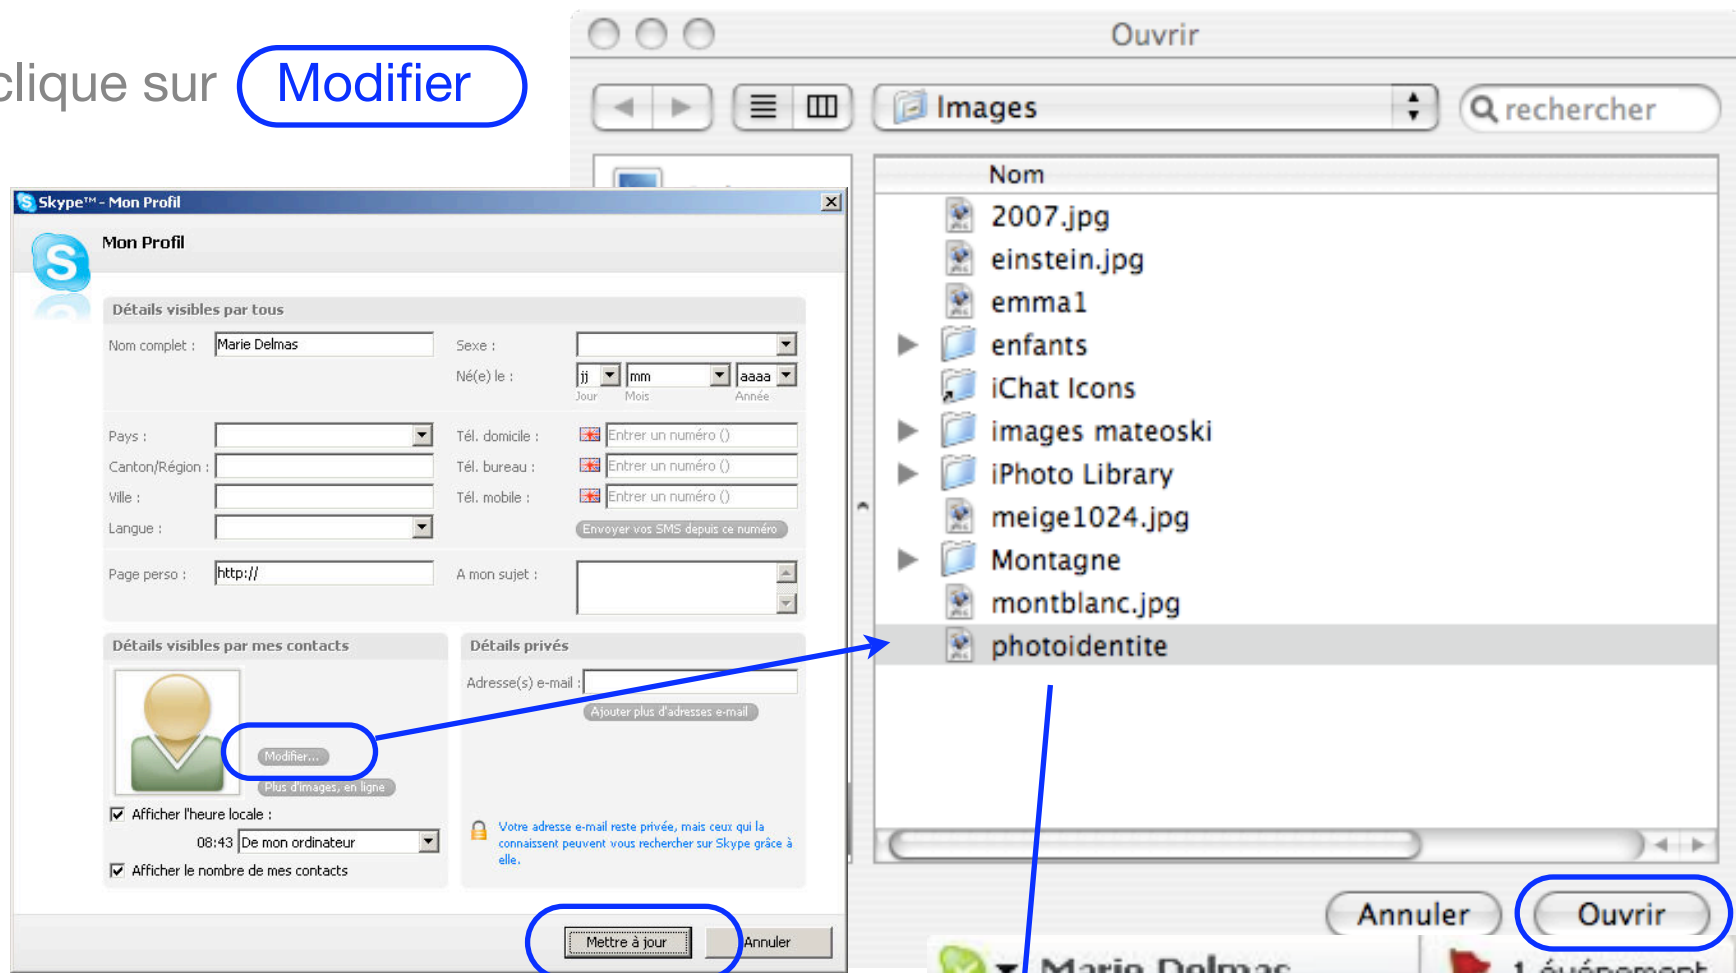 clique sur Modifier
Ouvrir
Images
rechercher
Nom
2007.jpg
einstein.jpg
emma1
enfants
iChat Icons
images mateoski
iPhoto Library
meige1024.jpg
Montagne
montblanc.jpg
photoidentite
Annuler
Ouvrir
Skype™ - Mon Profil
Mon Profil
Détails visibles par tous
Nom complet : Marie Delmas
Sexe :
Né(e) le : jj mm aaaa
Jour Mois Année
Pays :
Tél. domicile : Entrer un numéro ()
Canton/Région :
Tél. bureau : Entrer un numéro ()
Ville :
Tél. mobile : Entrer un numéro ()
Langue :
Envoyer vos SMS depuis ce numéro
Page perso : http://
A mon sujet :
Détails visibles par mes contacts
Modifier...
Plus d'images, en ligne
Afficher l'heure locale :
08:43 De mon ordinateur
Afficher le nombre de mes contacts
Détails privés
Adresse(s) e-mail :
Ajouter plus d'adresses e-mail
Votre adresse e-mail reste privée, mais ceux qui la
connaissent peuvent vous rechercher sur Skype grâce à
elle.
Mettre à jour
Annuler
Marie Delmas
1 événement